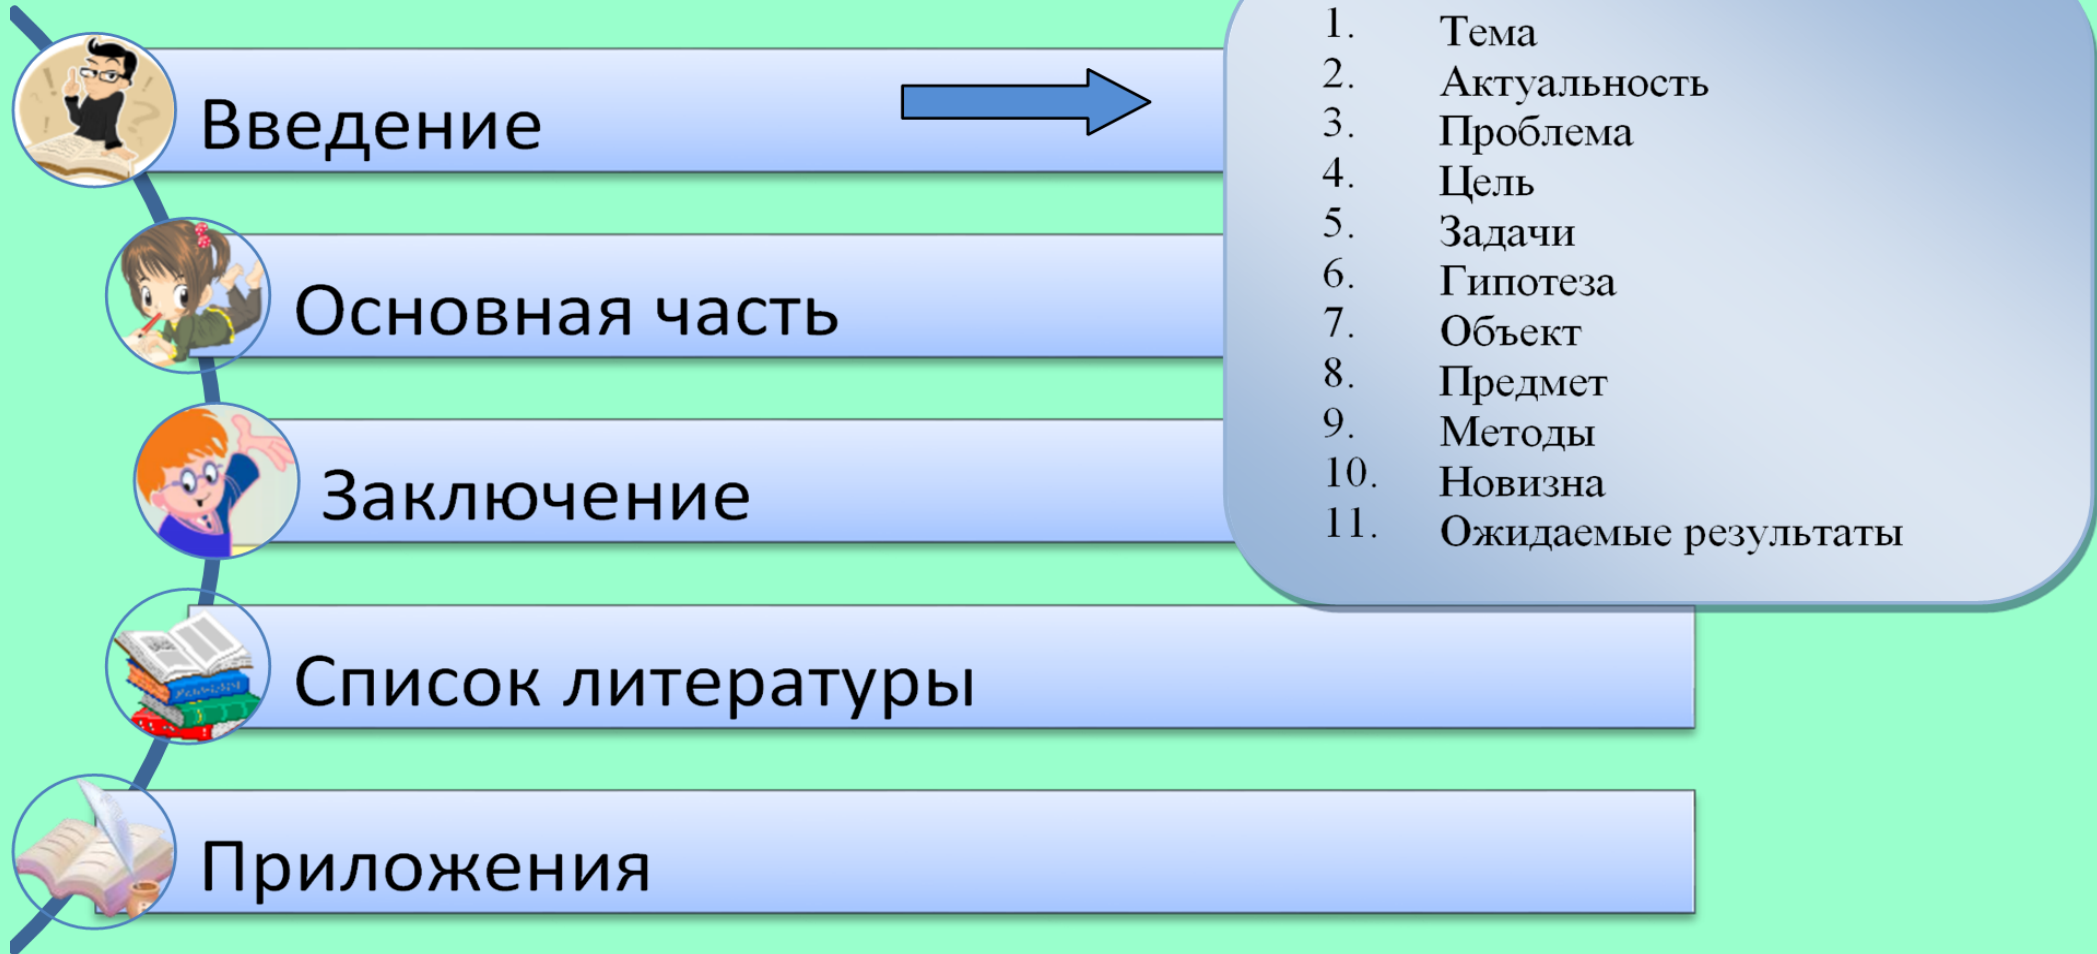 Введение
1. Тема
2. Актуальность
3. Проблема
4. Цель
5. Задачи
6. Гипотеза
7. Объект
8. Предмет
9. Методы
10. Новизна
11. Ожидаемые результаты
Основная часть
Заключение
Список литературы
Приложения